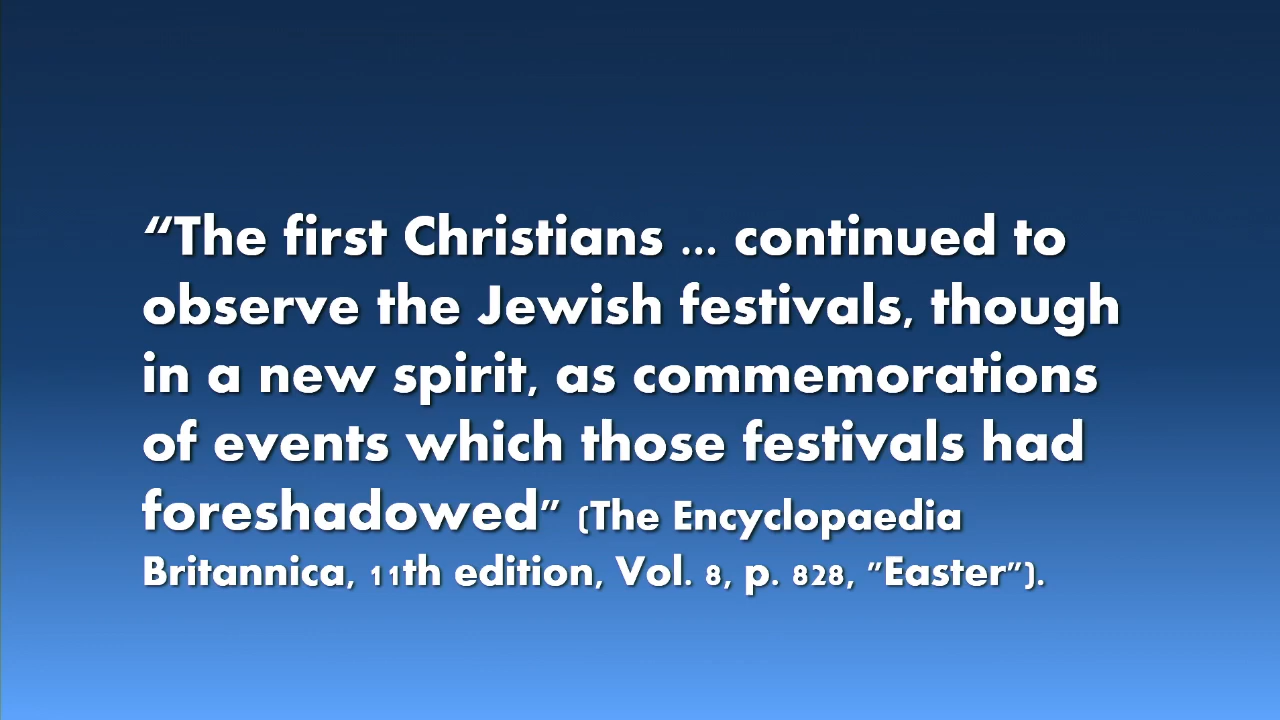 “The first Christians ... continued to
observe the Jewish festivals, though
in a new spirit, as commemorations
of events which those festivals had
foreshadowed” (The Encyclopaedia
Britannica, 11th edition, Vol. 8, p. 828, "Easter").